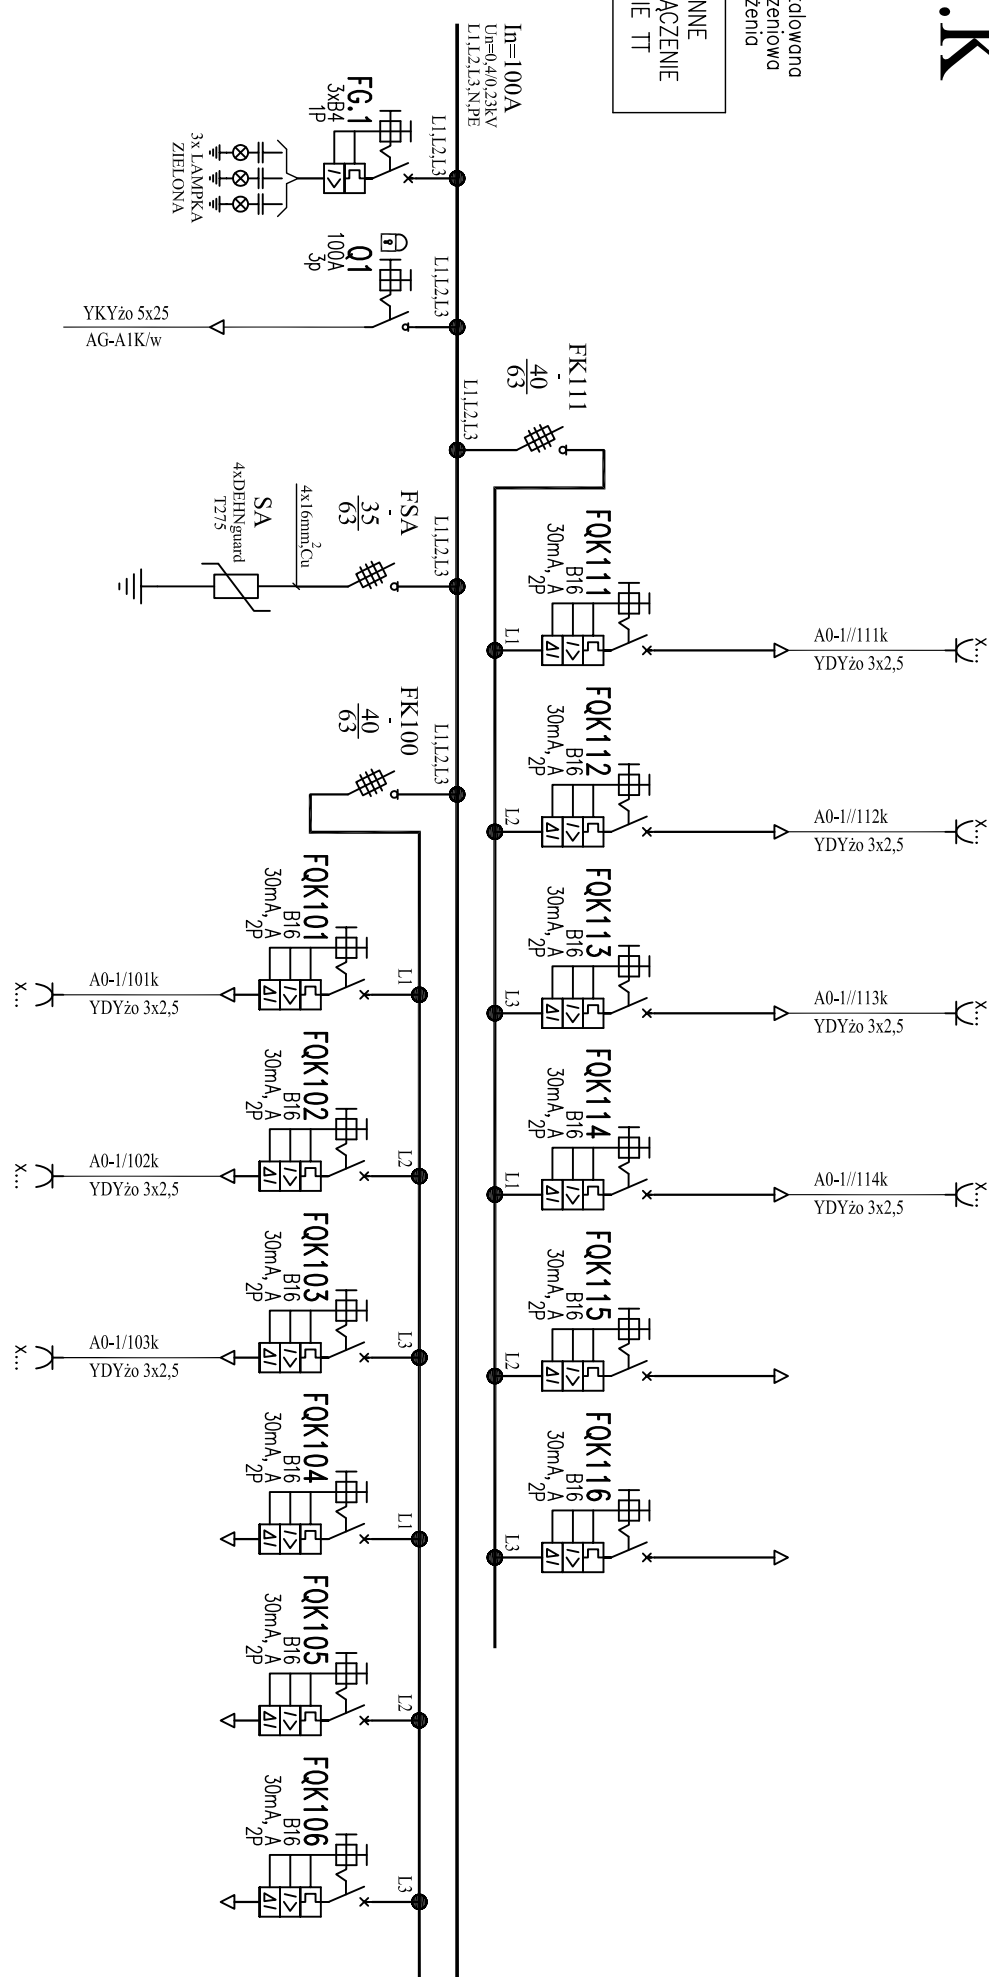 .K
alowana
zeniowa
żenia
NNE
ĄCZENIE
IE TT
In=100A
Un=0,4/0,23kV
L1,L2,L3,N,PE
L1,L2,L3
FG.1
3xB4
1P
3x LAMPKA
ZIELONA
L1,L2,L3
Q1
100A
3p
YKYżo 5x25
AG-A1K/w
FK111
-
40
63
L1,L2,L3
L1,L2,L3
FSA
-
35
63
4x16mm²,Cu
SA
4xDEHNguard
T275
L1,L2,L3
FK100
-
40
63
FQK111
B16
30mA, A
2P
L1
A0-1//111k
YDYżo 3x2,5
X...
FQK112
B16
30mA, A
2P
L2
A0-1//112k
YDYżo 3x2,5
X...
FQK113
B16
30mA, A
2P
L3
A0-1//113k
YDYżo 3x2,5
X...
FQK114
B16
30mA, A
2P
L1
A0-1//114k
YDYżo 3x2,5
X...
FQK115
B16
30mA, A
2P
L2
FQK116
B16
30mA, A
2P
L3
FQK101
B16
30mA, A
2P
L1
A0-1/101k
YDYżo 3x2,5
X...
FQK102
B16
30mA, A
2P
L2
A0-1/102k
YDYżo 3x2,5
X...
FQK103
B16
30mA, A
2P
L3
A0-1/103k
YDYżo 3x2,5
X...
FQK104
B16
30mA, A
2P
L1
FQK105
B16
30mA, A
2P
L2
FQK106
B16
30mA, A
2P
L3